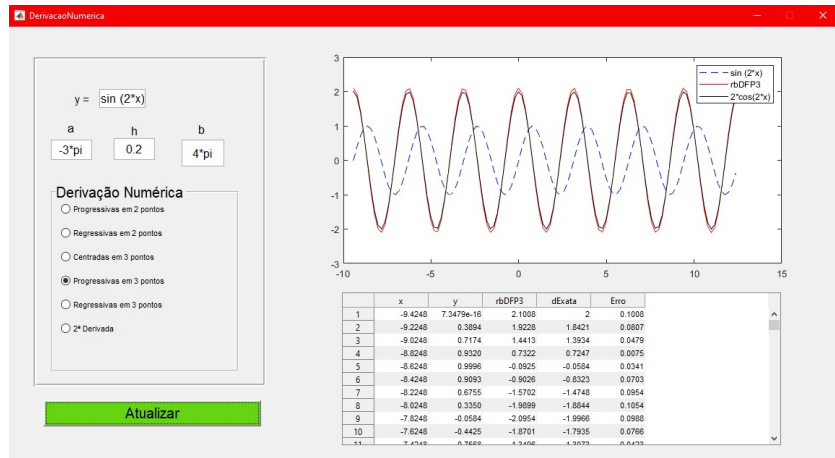 DerivacaoNumerica
y = sin (2*x)
a h b
-3*pi 0.2 4*pi
Derivação Numérica
Progressivas em 2 pontos
Regressivas em 2 pontos
Centradas em 3 pontos
Progressivas em 3 pontos
Regressivas em 3 pontos
2ª Derivada
Atualizar
3
2
1
0
-1
-2
-3
-10 -5 0 5 10 15
sin (2*x)
rbDFP3
2*cos(2*x)
x y rbDFP3 dExata Erro
1 -9.4248 7.3479e-16 2.1008 2 0.1008
2 -9.2248 0.3894 1.9228 1.8421 0.0807
3 -9.0248 0.7174 1.4413 1.3934 0.0479
4 -8.8248 0.9320 0.7322 0.7247 0.0075
5 -8.6248 0.9996 -0.0925 -0.0584 0.0341
6 -8.4248 0.9093 -0.9026 -0.8323 0.0703
7 -8.2248 0.6755 -1.5702 -1.4748 0.0954
8 -8.0248 0.3350 -1.9899 -1.8844 0.1054
9 -7.8248 -0.0584 -2.0954 -1.9966 0.0988
10 -7.6248 -0.4425 -1.8701 -1.7935 0.0766
11 -7.4248